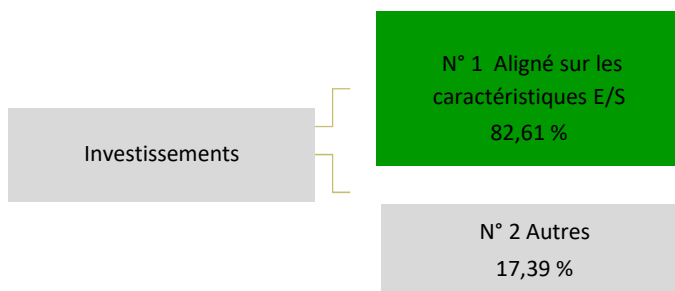 N° 1 Aligné sur les
caractéristiques E/S
82,61 %
Investissements
N° 2 Autres
17,39 %